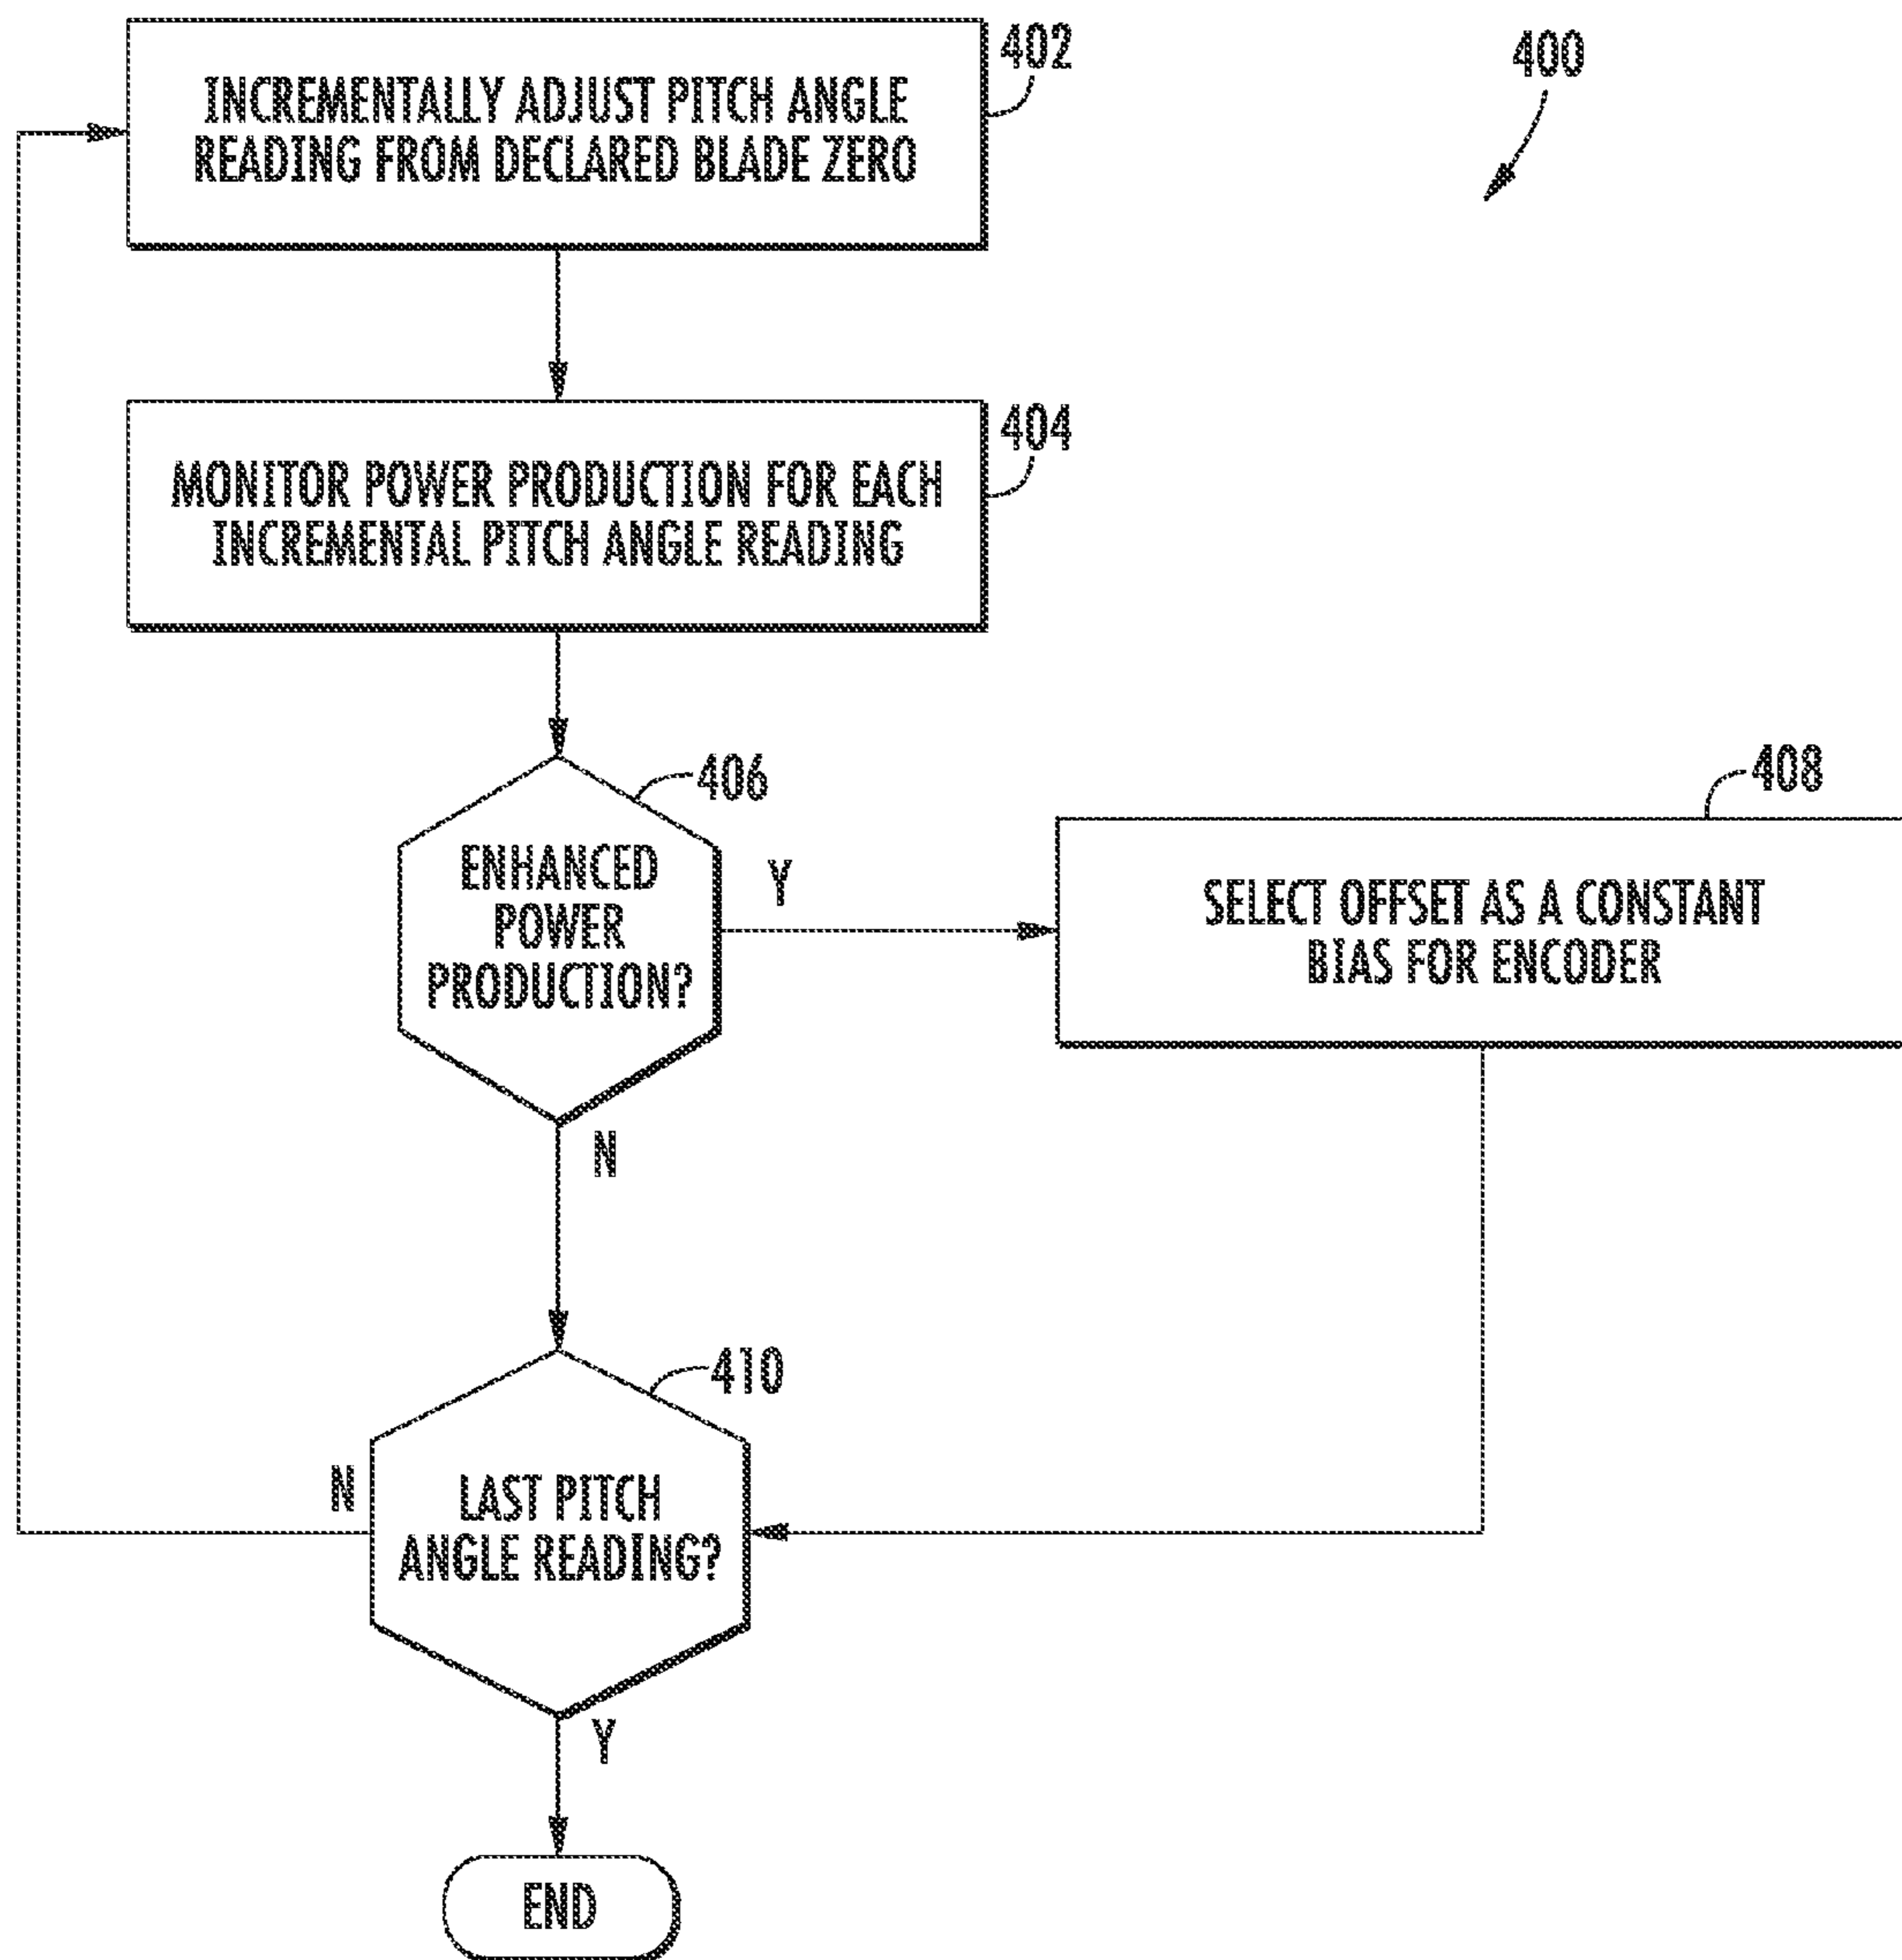 402
400
INCREMENTALLY ADJUST PITCH ANGLE
READING FROM DECLARED BLADE ZERO
404
MONITOR POWER PRODUCTION FOR EACH
INCREMENTAL PITCH ANGLE READING
406
408
ENHANCED
POWER
PRODUCTION?
Y
SELECT OFFSET AS A CONSTANT
BIAS FOR ENCODER
N
410
N
LAST PITCH
ANGLE READING?
Y
END